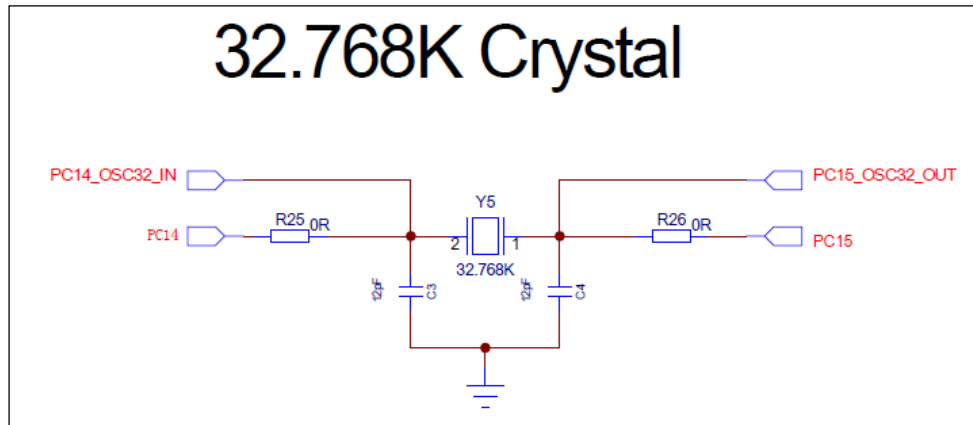 32.768K Crystal
PC14_OSC32_IN
PC15_OSC32_OUT
Y5
R25 0R
R26 0R
PC14
PC15
2
1
32.768K
12pF
C3
12pF
C4